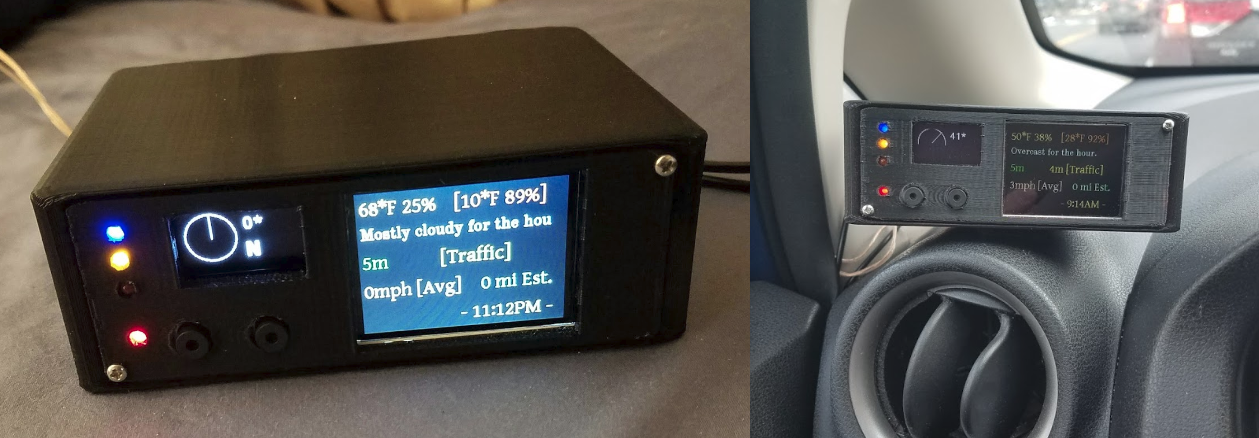 0*
N
68*F 25% [10*F 89%]
Mostly cloudy for the hou
5m [Traffic]
0mph [Avg] 0 mi Est.
- 11:12PM -
41*
50*F 38% [28*F 92%]
Overcast for the hour.
5m 4m [Traffic]
3mph [Avg] 0 mi Est.
- 9:14AM -